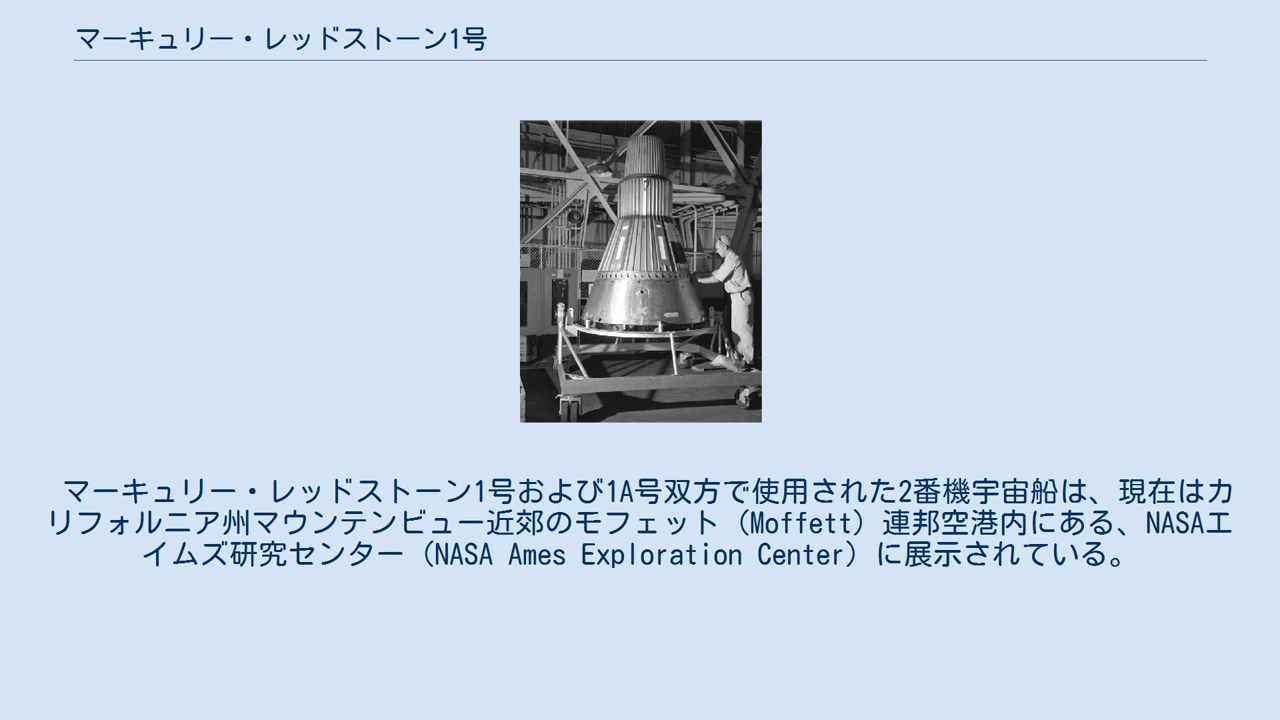 マーキュリー・レッドストーン1号
マーキュリー・レッドストーン1号および1A号双方で使用された2番機宇宙船は、現在はカ
リフォルニア州マウンテンビュー近郊のモフェット（Moffett）連邦空港内にある、NASAエ
イムズ研究センター（NASA Ames Exploration Center）に展示されている。